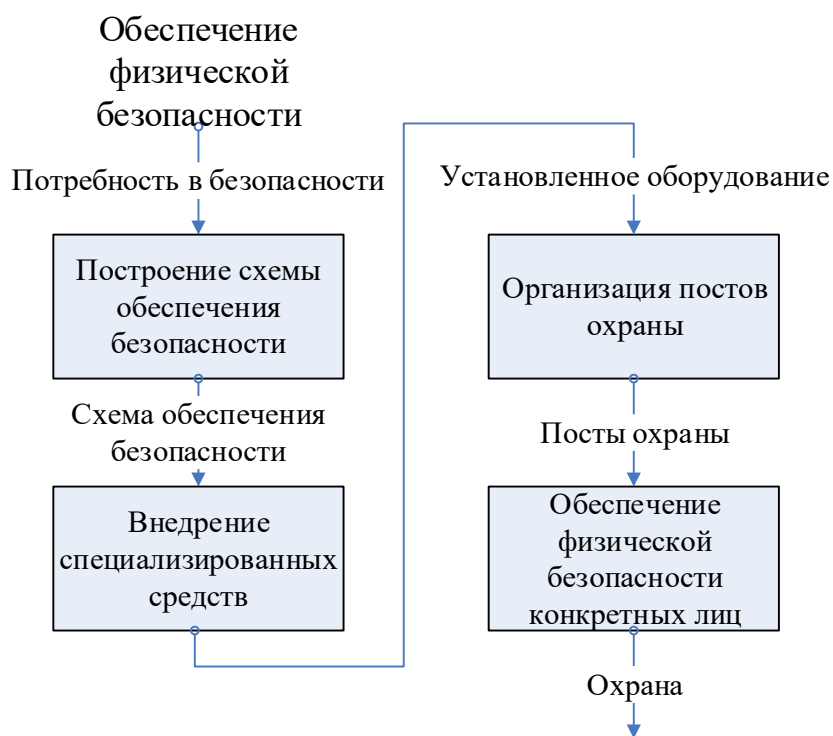 Обеспечение
физической
безопасности
Потребность в безопасности
Построение схемы
обеспечения
безопасности
Схема обеспечения
безопасности
Внедрение
специализированных
средств
Установленное оборудование
Организация постов
охраны
Посты охраны
Обеспечение
физической
безопасности
конкретных лиц
Охрана